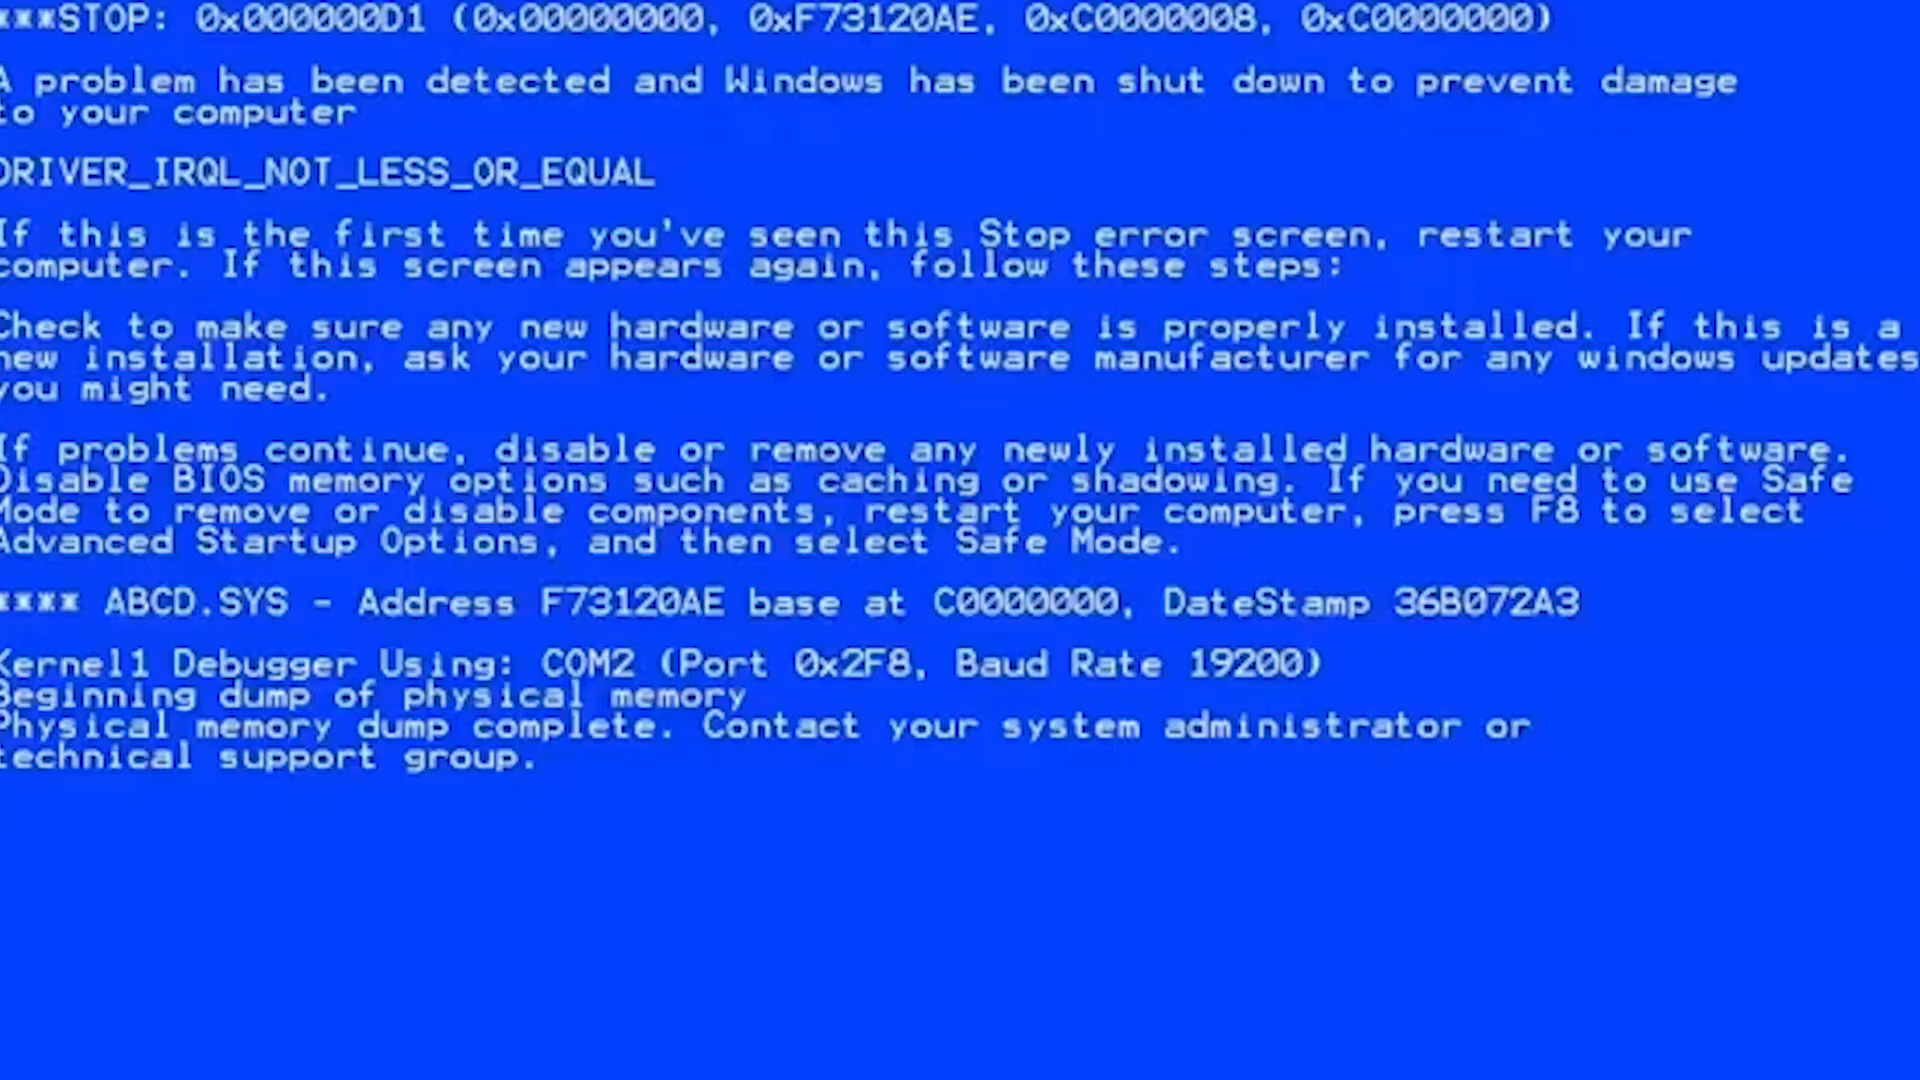 ***STOP: 0x000000D1 (0x00000000, 0xF73120AE, 0xC0000008, 0xC0000000)
A problem has been detected and Windows has been shut down to prevent damage
to your computer
DRIVER_IRQL_NOT_LESS_OR_EQUAL
If this is the first time you've seen this Stop error screen, restart your
computer. If this screen appears again, follow these steps:
Check to make sure any new hardware or software is properly installed. If this is a
new installation, ask your hardware or software manufacturer for any windows updates
you might need.
If problems continue, disable or remove any newly installed hardware or software.
Disable BIOS memory options such as caching or shadowing. If you need to use Safe
Mode to remove or disable components, restart your computer, press F8 to select
Advanced Startup Options, and then select Safe Mode.
**** ABCD.SYS - Address F73120AE base at C0000000, DateStamp 36B072A3
Kernel1 Debugger Using: COM2 (Port 0x2F8, Baud Rate 19200)
Beginning dump of physical memory
Physical memory dump complete. Contact your system administrator or
technical support group.